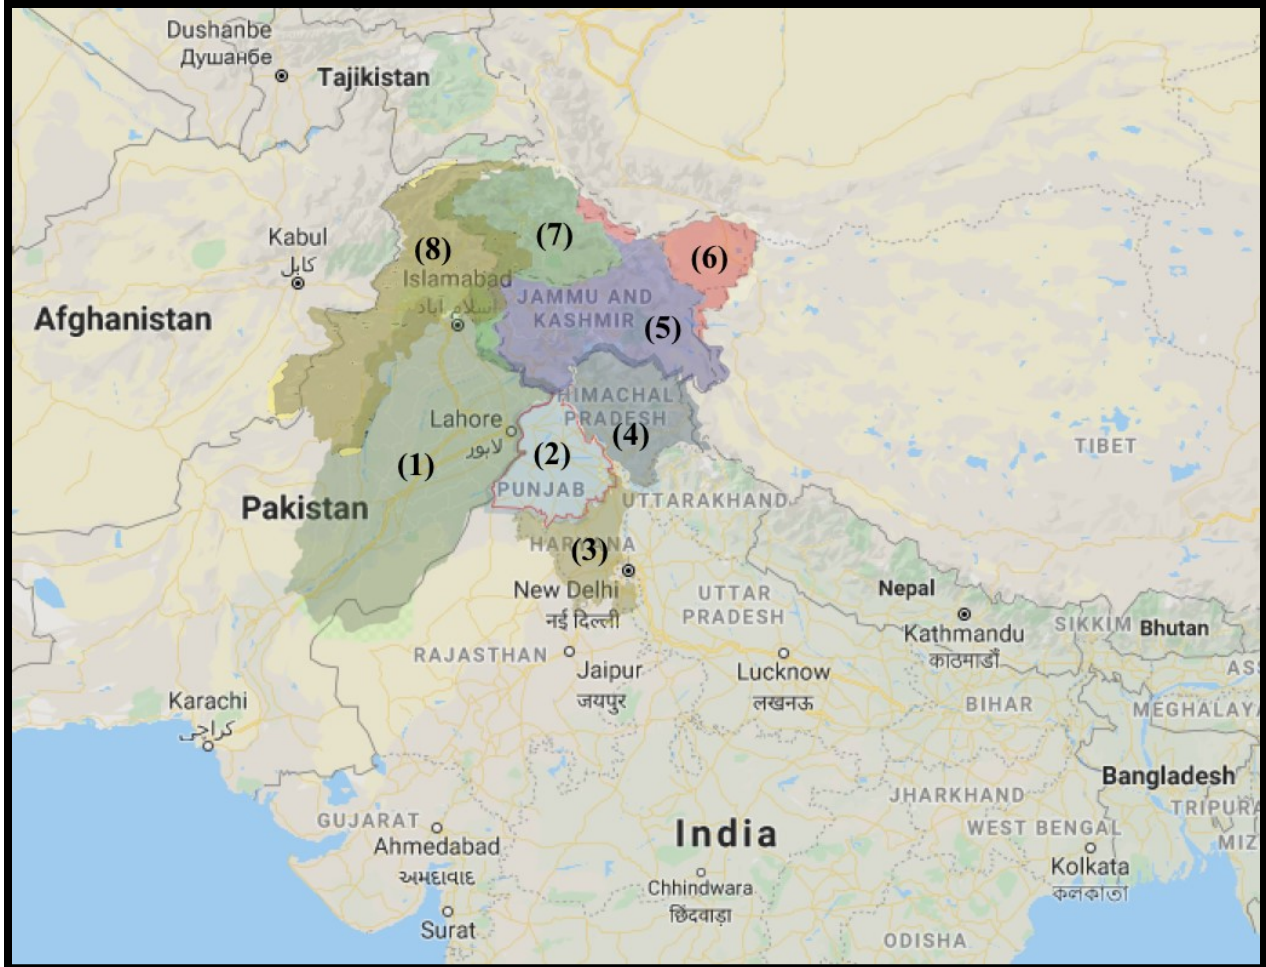 Dushanbe
Душанбе
Tajikistan
Kabul
کابل
(8)
(7)
(6)
Islamabad
اسلام آباد
Afghanistan
JAMMU AND
KASHMIR
(5)
HIMACHAL
PRADESH
(4)
Lahore
لاہور
(1)
(2)
TIBET
PUNJAB
UTTARAKHAND
Pakistan
HARYANA
(3)
New Delhi
नई दिल्ली
UTTAR
PRADESH
Nepal
Kathmandu
काठमाडौँ
SIKKIM
Bhutan
RAJASTHAN
Jaipur
जयपुर
Lucknow
लखनऊ
ASS
Karachi
کراچی
BIHAR
MEGHALAYA
Bangladesh
JHARKHAND
TRIPURA
GUJARAT
WEST BENGAL
MIZ
Ahmedabad
અમદાવાદ
India
Kolkata
কলকাতা
Chhindwara
छिंदवाड़ा
Surat
ODISHA